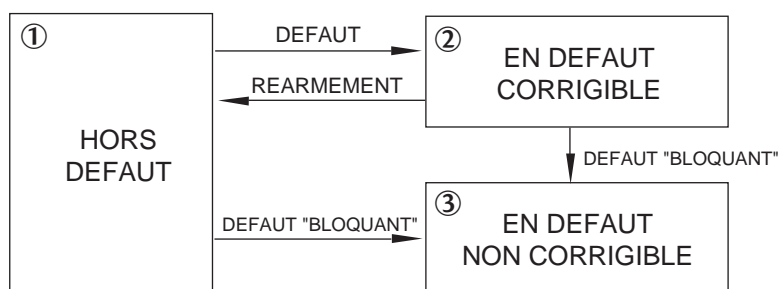 ①
HORS
DEFAUT
DEFAUT
REARMEMENT
②
EN DEFAUT
CORRIGIBLE
DEFAUT "BLOQUANT"
DEFAUT "BLOQUANT"
③
EN DEFAUT
NON CORRIGIBLE